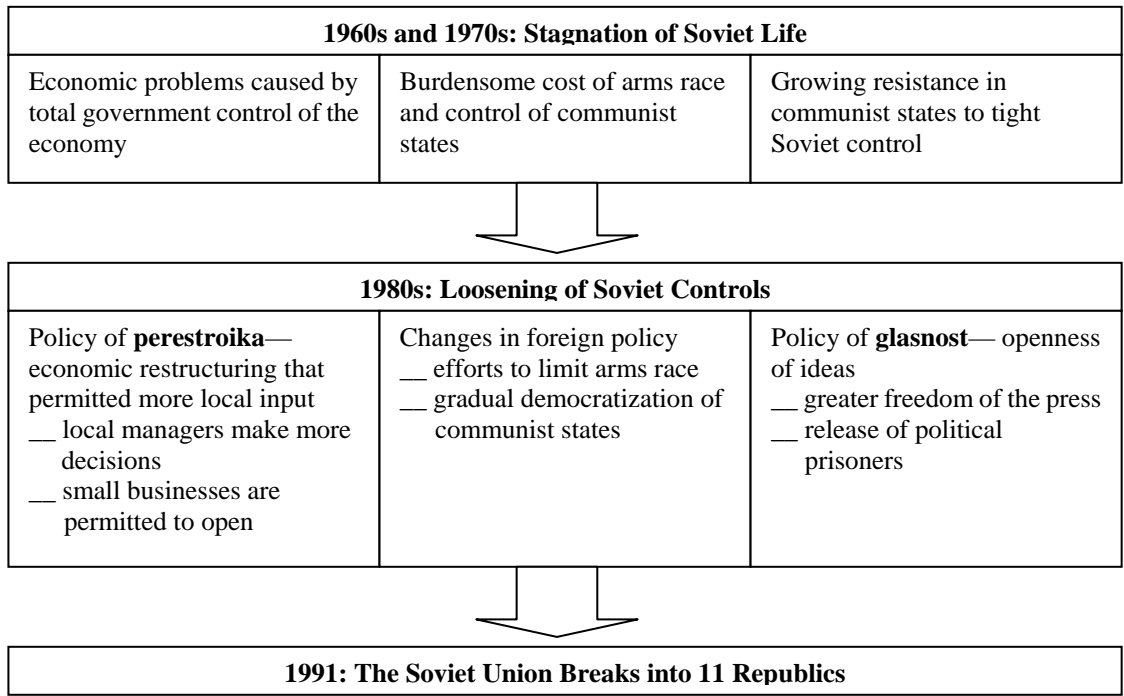 1960s and 1970s: Stagnation of Soviet Life
Economic problems caused by
total government control of the
economy
Burdensome cost of arms race
and control of communist
states
Growing resistance in
communist states to tight
Soviet control
1980s: Loosening of Soviet Controls
Policy of perestroika—
economic restructuring that
permitted more local input
__ local managers make more
decisions
__ small businesses are
permitted to open
Changes in foreign policy
__ efforts to limit arms race
__ gradual democratization of
communist states
Policy of glasnost— openness
of ideas
__ greater freedom of the press
__ release of political
prisoners
1991: The Soviet Union Breaks into 11 Republics